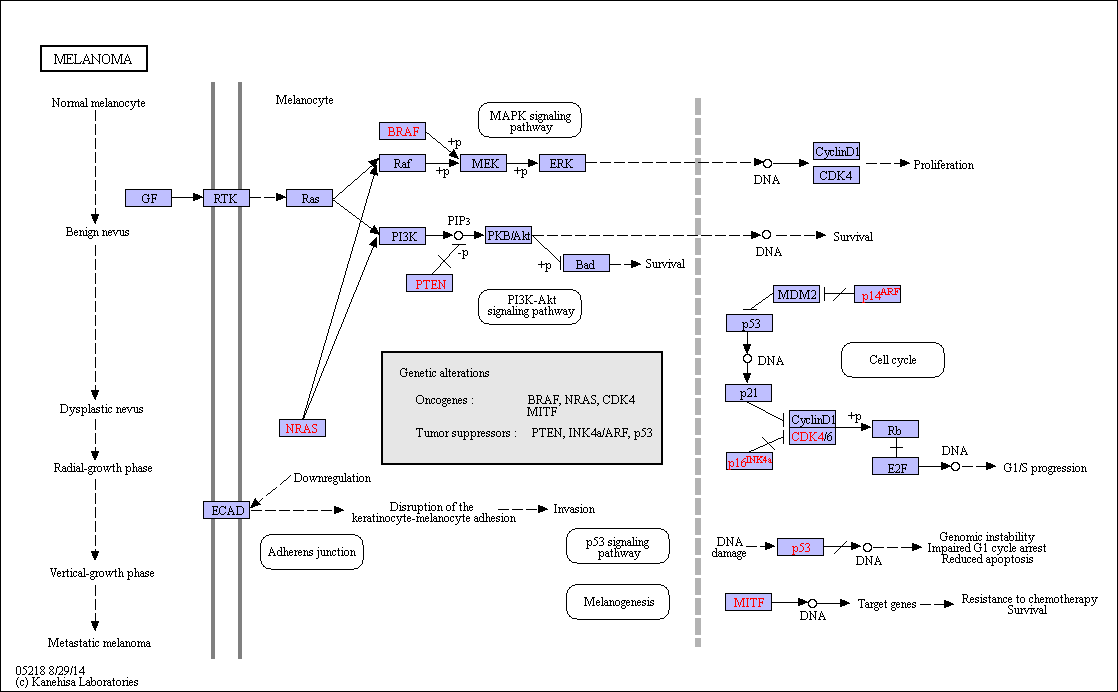 MELANOMA
Normal melanocyte
Benign nevus
Dysplastic nevus
Radial-growth phase
Vertical-growth phase
Metastatic melanoma
Melanocyte
MAPK signaling
pathway
BRAF
+p
GF
RTK
Ras
Raf
+p
MEK
+p
ERK
DNA
CyclinD1
CDK4
Proliferation
PI3K
PIP3
-p
PKB/Akt
PTEN
+p
Bad
Survival
DNA
Survival
PI3K-Akt
signaling pathway
MDM2
p14ARF
p53
DNA
Cell cycle
p21
CyclinD1
CDK4/6
+p
Rb
p16INK4a
E2F
DNA
G1/S progression
Genetic alterations
Oncogenes :
BRAF, NRAS, CDK4
MITF
Tumor suppressors :
PTEN, INK4a/ARF, p53
NRAS
Downregulation
ECAD
Disruption of the
keratinocyte-melanocyte adhesion
Invasion
Adherens junction
p53 signaling
pathway
Melanogenesis
DNA
damage
p53
DNA
Genomic instability
Impaired G1 cycle arrest
Reduced apoptosis
MITF
DNA
Target genes
Resistance to chemotherapy
Survival
05218 8/29/14
(c) Kanehisa Laboratories